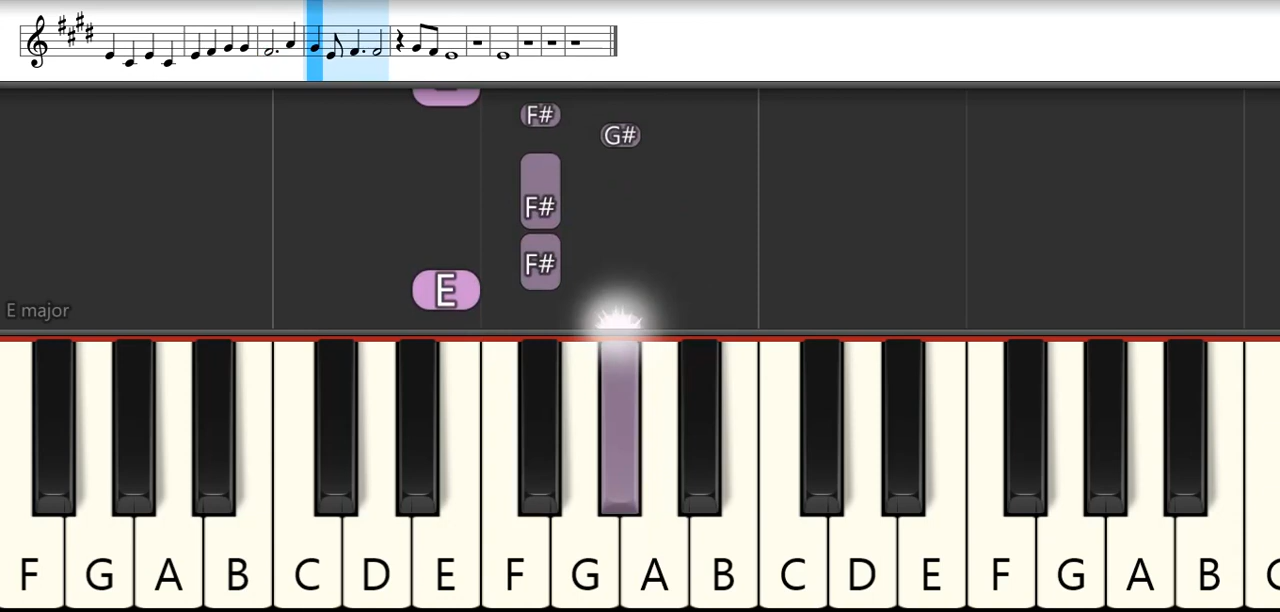 F#
G#
F#
F#
E
E major
F G A B C D E F G A B C D E F G A B C